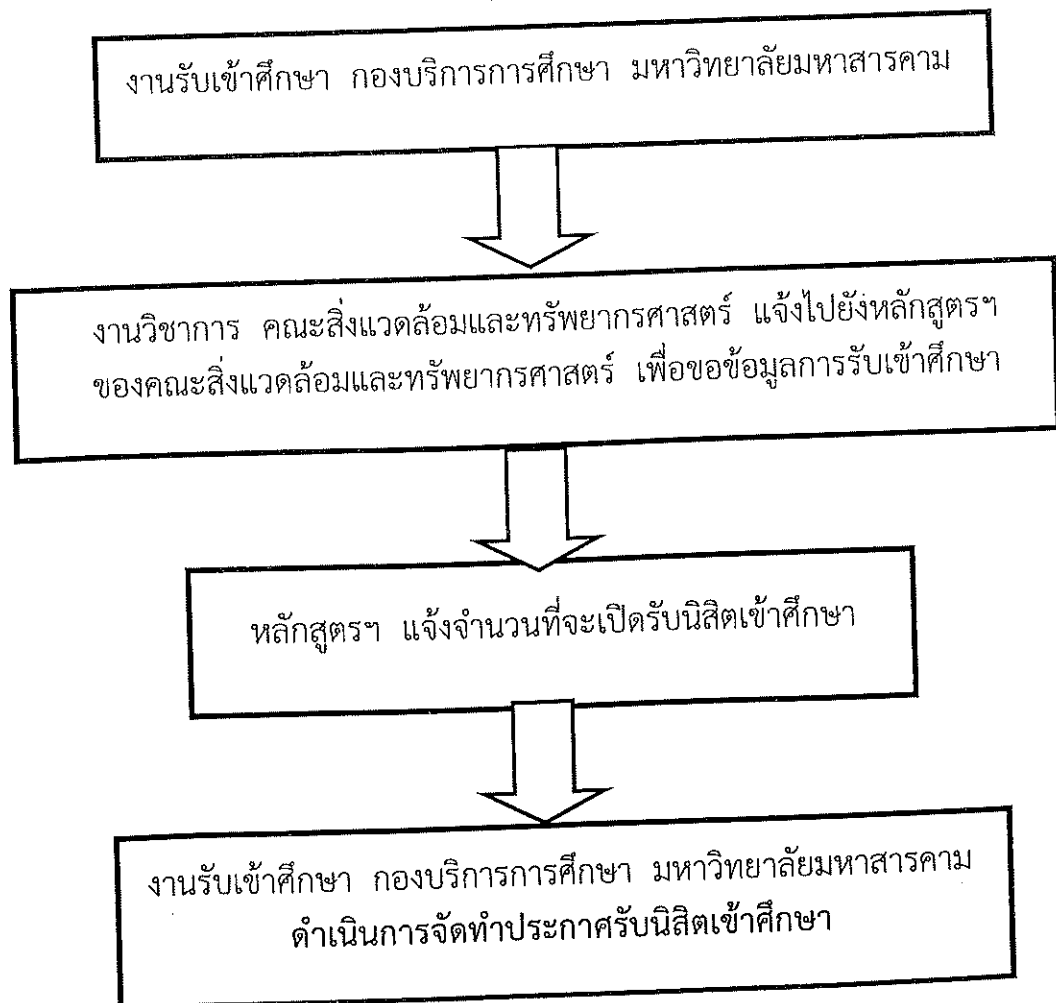 งานรับเข้าศึกษา กองบริการการศึกษา มหาวิทยาลัยมหาสารคาม
งานวิชาการ คณะสิ่งแวดล้อมและทรัพยากรศาสตร์ แจ้งไปยังหลักสูตรฯ
ของคณะสิ่งแวดล้อมและทรัพยากรศาสตร์ เพื่อขอข้อมูลการรับเข้าศึกษา
หลักสูตรฯ แจ้งจำนวนที่จะเปิดรับนิสิตเข้าศึกษา
งานรับเข้าศึกษา กองบริการการศึกษา มหาวิทยาลัยมหาสารคาม
ดำเนินการจัดทำประกาศรับนิสิตเข้าศึกษา